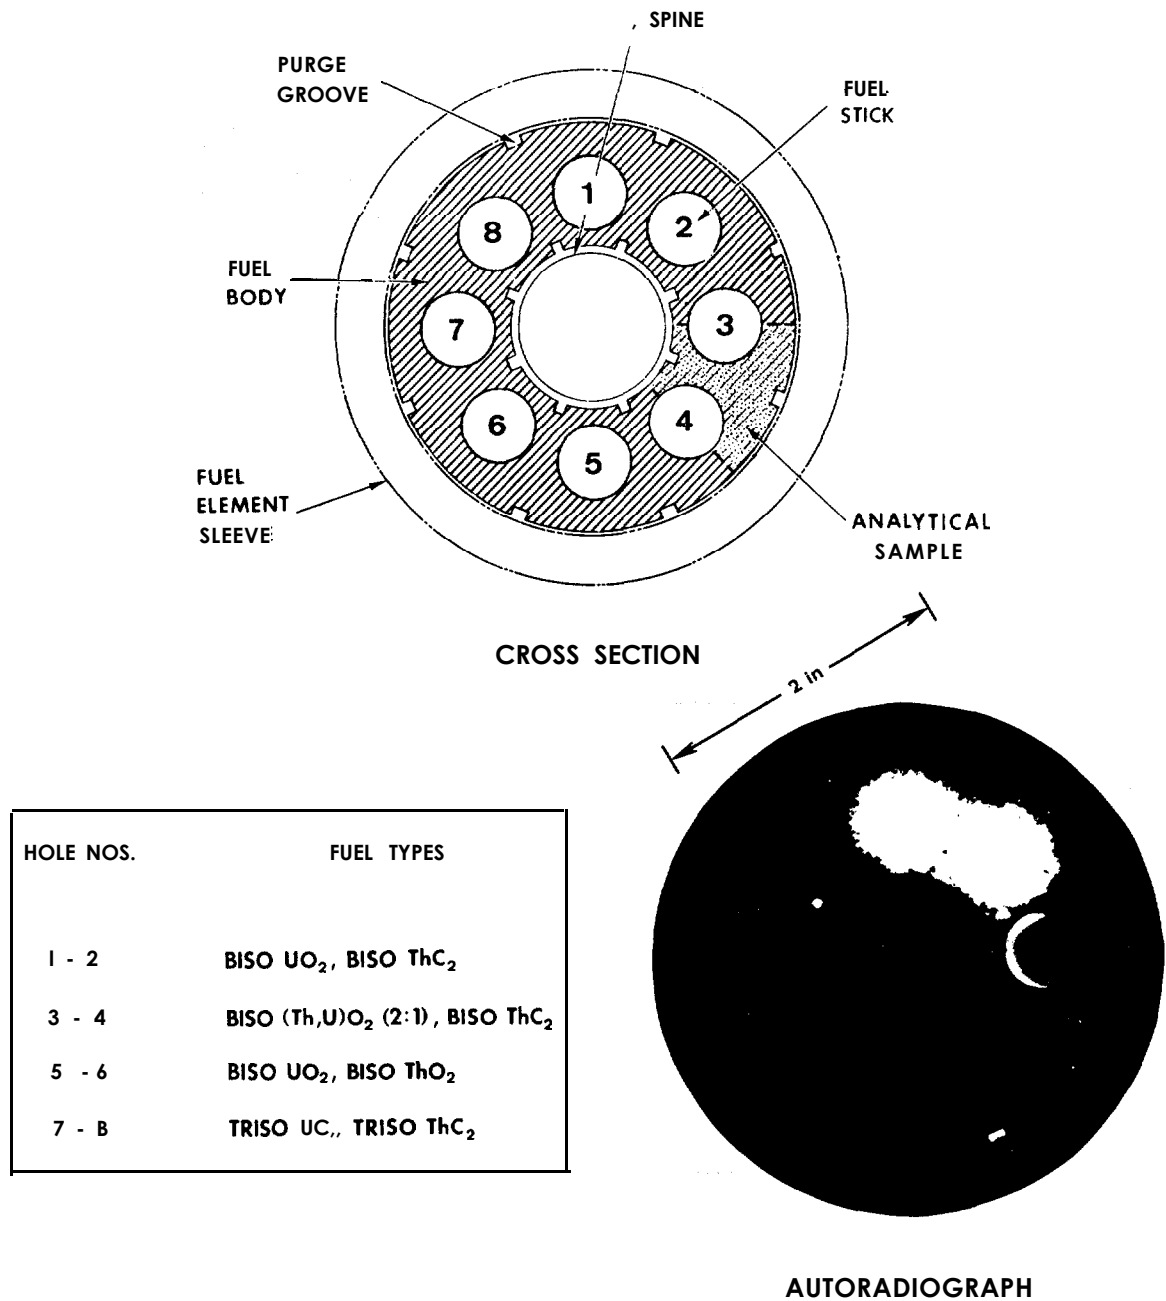 , SPINE
PURGE
GROOVE
FUEL
STICK
1
2
8
3
7
4
6
5
FUEL
BODY
FUEL
ELEMENT
SLEEVE
ANALYTICAL
SAMPLE
CROSS SECTION
2 in
HOLE NOS. FUEL TYPES
I - 2 BISO UO₂, BISO ThC₂
3 - 4 BISO (Th,U)O₂ (2:1), BISO ThC₂
5 - 6 BISO UO₂, BISO ThO₂
7 - B TRISO UC,, TRISO ThC₂
AUTORADIOGRAPH